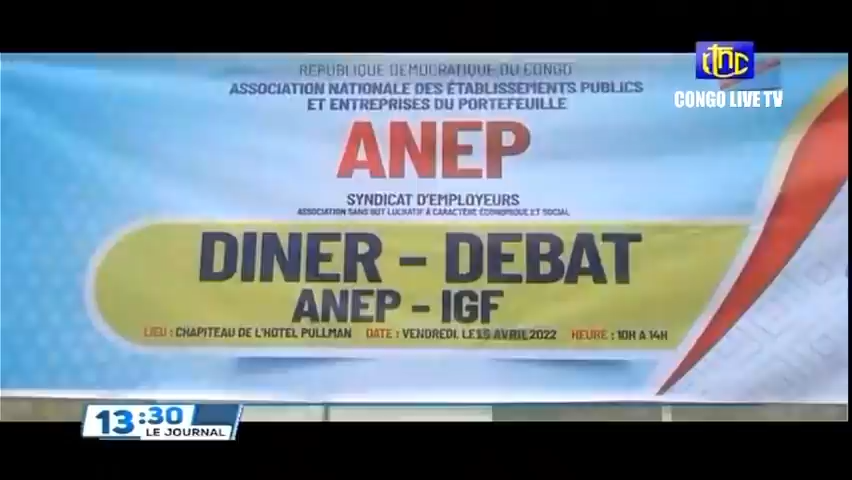 rtnc
CONGO LIVE TV
REPUBLIQUE DEMOCRATIQUE DU CONGO
ASSOCIATION NATIONALE DES ÉTABLISSEMENTS PUBLICS
ET ENTREPRISES DU PORTEFEUILLE
ANEP
SYNDICAT D'EMPLOYEURS
ASSOCIATION SANS BUT LUCRATIF À CARACTÈRE ÉCONOMIQUE ET SOCIAL
DINER - DEBAT
ANEP - IGF
LIEU : CHAPITEAU DE L'HOTEL PULLMAN DATE : VENDREDI, LE 15 AVRIL 2022 HEURE : 10H A 14H
13:30
LE JOURNAL